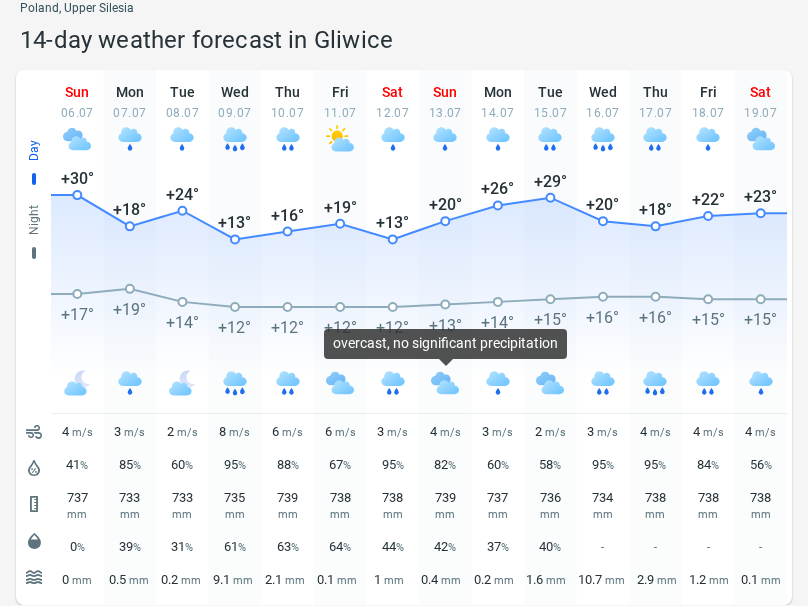 Poland, Upper Silesia
14-day weather forecast in Gliwice
Sun Mon Tue Wed Thu Fri Sat Sun Mon Tue Wed Thu Fri Sat
06.07 07.07 08.07 09.07 10.07 11.07 12.07 13.07 14.07 15.07 16.07 17.07 18.07 19.07
Day
+30° +18° +24° +13° +16° +19° +13° +20° +26° +29° +20° +18° +22° +23°
Night
+17° +19° +14° +12° +12° +12° +12° +13° +14° +15° +16° +16° +15° +15°
overcast, no significant precipitation
4 m/s 3 m/s 2 m/s 8 m/s 6 m/s 6 m/s 3 m/s 4 m/s 3 m/s 2 m/s 3 m/s 4 m/s 4 m/s 4 m/s
41% 85% 60% 95% 88% 67% 95% 82% 60% 58% 95% 95% 84% 56%
737 733 733 735 739 738 738 739 737 736 734 738 738 738
mm mm mm mm mm mm mm mm mm mm mm mm mm mm
0% 39% 31% 61% 63% 64% 44% 42% 37% 40% - - - -
0 mm 0.5 mm 0.2 mm 9.1 mm 2.1 mm 0.1 mm 1 mm 0.4 mm 0.2 mm 1.6 mm 10.7 mm 2.9 mm 1.2 mm 0.1 mm